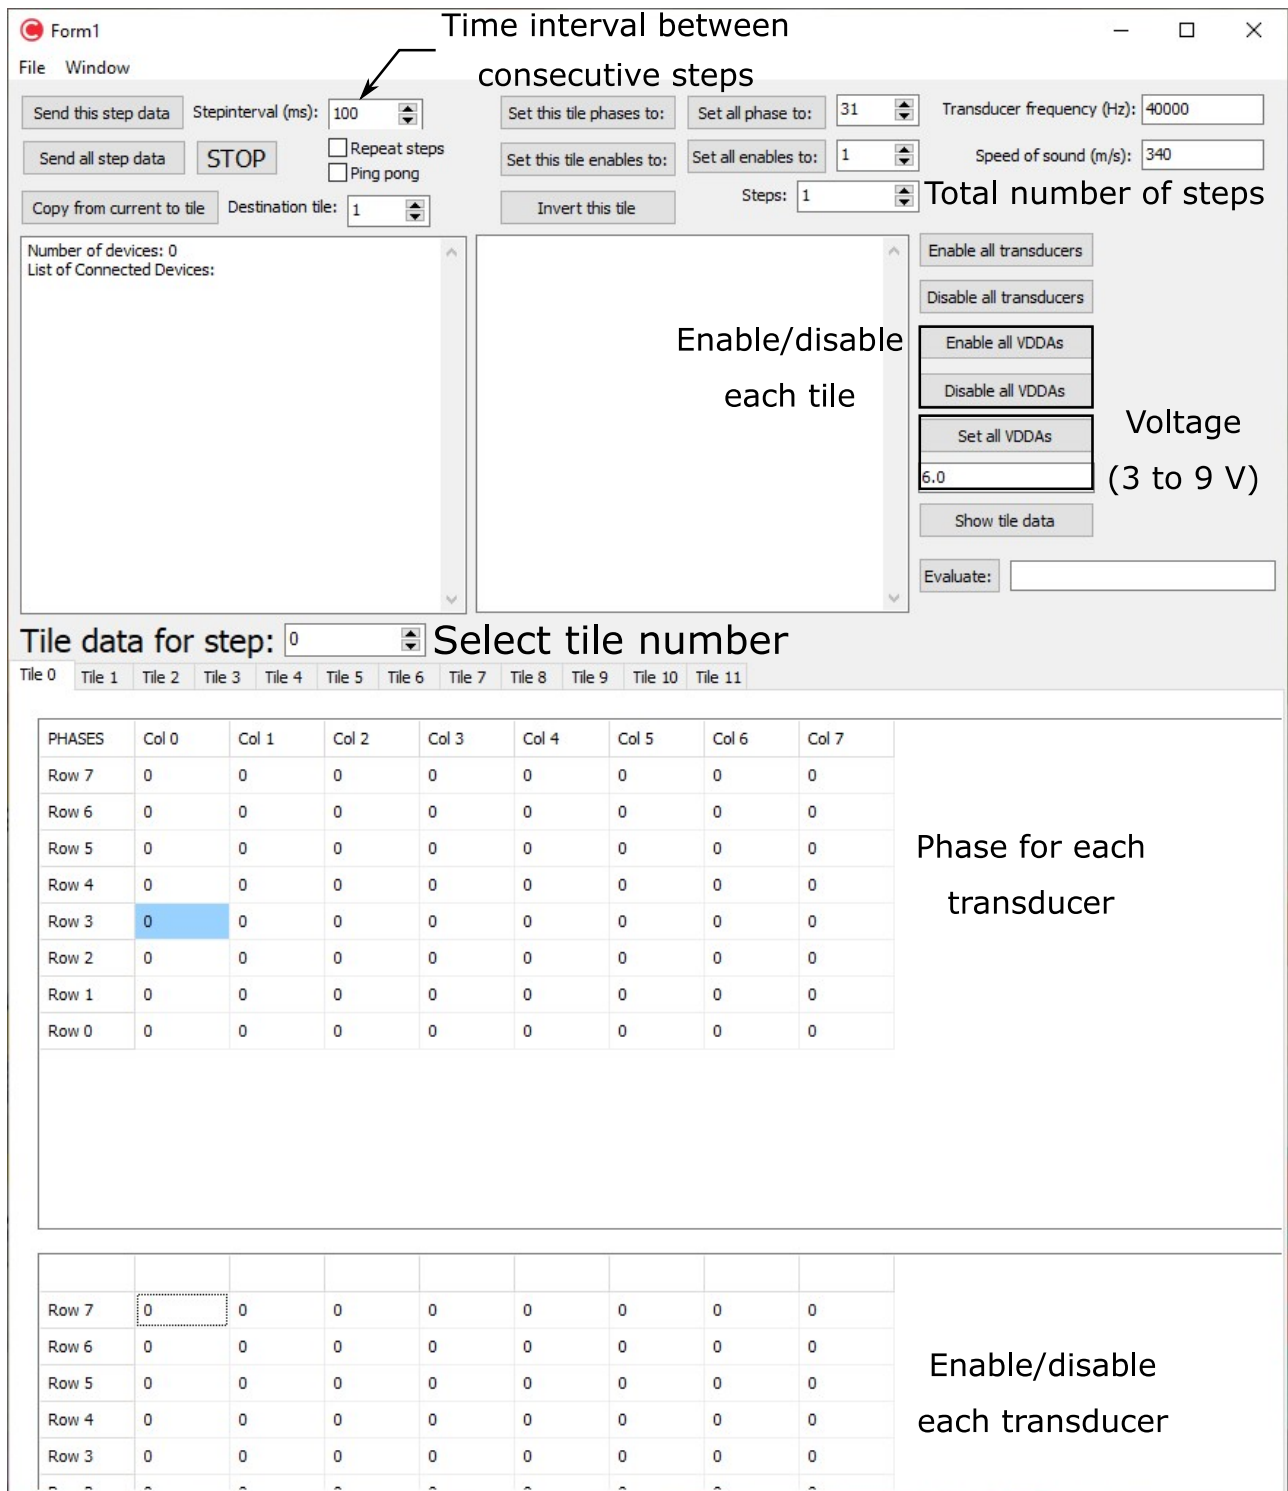 Form1
Time interval between
consecutive steps
File Window
Send this step data Stepinterval (ms): 100 Set this tile phases to: Set all phase to: 31 Transducer frequency (Hz): 40000
Send all step data STOP Repeat steps Set this tile enables to: Set all enables to: 1 Speed of sound (m/s): 340
Ping pong
Copy from current to tile Destination tile: 1 Invert this tile Steps: 1 Total number of steps
Number of devices: 0
List of Connected Devices:
Enable all transducers
Disable all transducers
Enable/disable
each tile
Enable all VDDAs
Disable all VDDAs
Set all VDDAs
6.0
Voltage
(3 to 9 V)
Show tile data
Evaluate:
Tile data for step: 0 Select tile number
Tile 0 Tile 1 Tile 2 Tile 3 Tile 4 Tile 5 Tile 6 Tile 7 Tile 8 Tile 9 Tile 10 Tile 11
PHASES Col 0 Col 1 Col 2 Col 3 Col 4 Col 5 Col 6 Col 7
Row 7 0 0 0 0 0 0 0 0
Row 6 0 0 0 0 0 0 0 0
Row 5 0 0 0 0 0 0 0 0
Row 4 0 0 0 0 0 0 0 0
Row 3 0 0 0 0 0 0 0 0
Row 2 0 0 0 0 0 0 0 0
Row 1 0 0 0 0 0 0 0 0
Row 0 0 0 0 0 0 0 0 0
Phase for each
transducer
Row 7 0 0 0 0 0 0 0 0
Row 6 0 0 0 0 0 0 0 0
Row 5 0 0 0 0 0 0 0 0
Row 4 0 0 0 0 0 0 0 0
Row 3 0 0 0 0 0 0 0 0
Enable/disable
each transducer